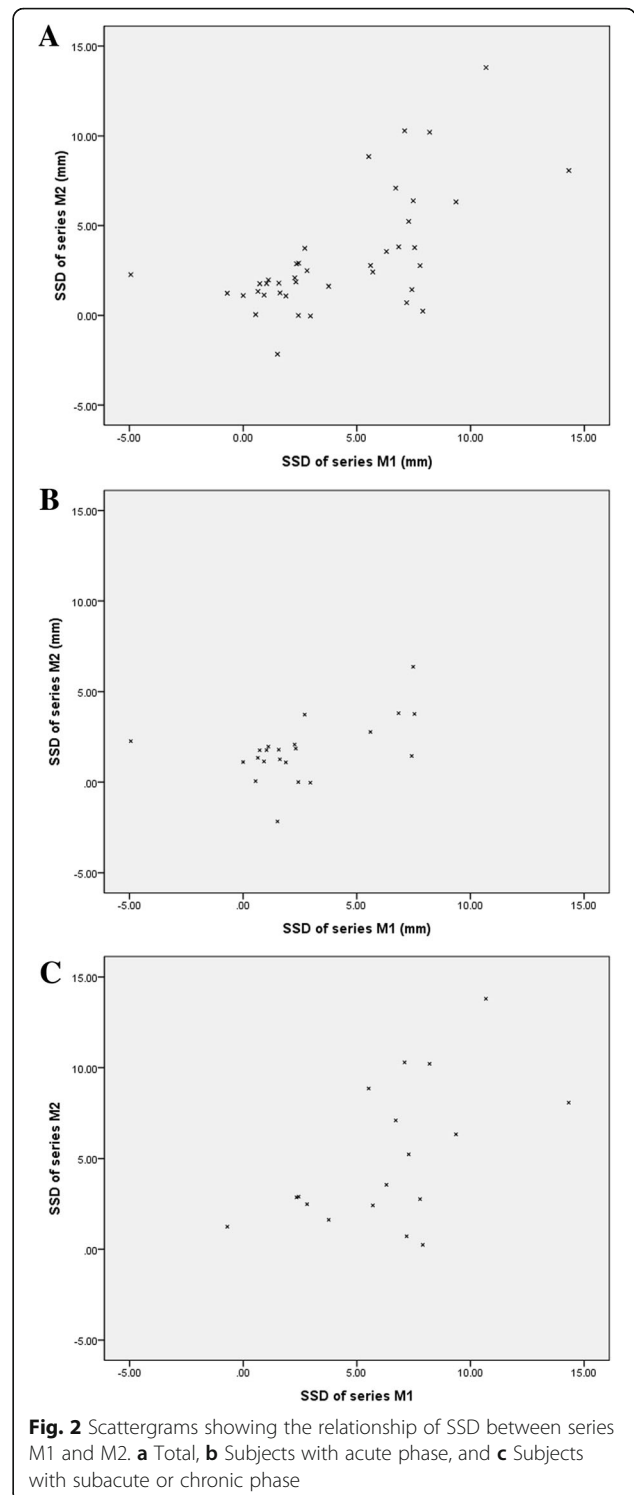 A
15.00
10.00
5.00
.00
-5.00
SSD of series M2 (mm)
-5.00 0.00 5.00 10.00 15.00
SSD of series M1 (mm)
B
15.00
10.00
5.00
.00
-5.00
SSD of series M2 (mm)
-5.00 .00 5.00 10.00 15.00
SSD of series M1 (mm)
C
15.00
10.00
5.00
.00
-5.00
SSD of series M2
-5.00 .00 5.00 10.00 15.00
SSD of series M1
Fig. 2 Scattergrams showing the relationship of SSD between series
M1 and M2. a Total, b Subjects with acute phase, and c Subjects
with subacute or chronic phase